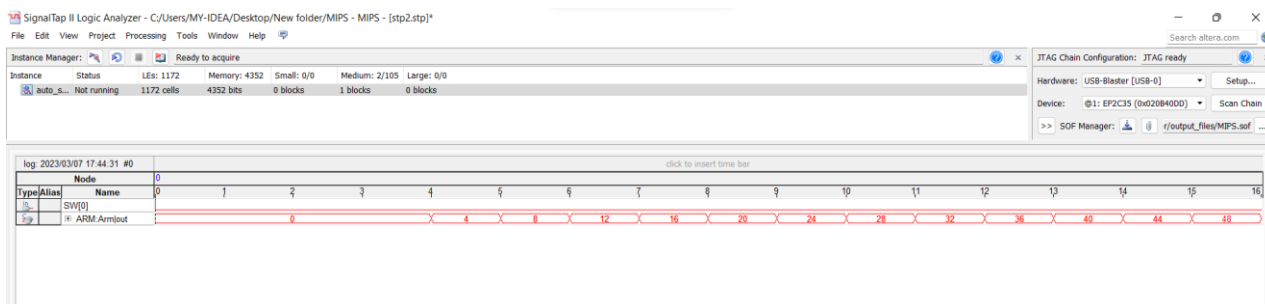 SignalTap II Logic Analyzer - C:/Users/MY-IDEA/Desktop/New folder/MIPS - MIPS - [stp2.stp]*
File Edit View Project Processing Tools Window Help
Search altera.com
Instance Manager: Ready to acquire
JTAG Chain Configuration: JTAG ready
Instance Status LEs: 1172 Memory: 4352 Small: 0/0 Medium: 2/105 Large: 0/0
auto_s... Not running 1172 cells 4352 bits 0 blocks 1 blocks 0 blocks
Hardware: USB-Blaster [USB-0] Setup...
Device: @1: EP2C35 (0x020B40DD) Scan Chain
>> SOF Manager: r/output_files/MIPS.sof ...
log: 2023/03/07 17:44:31 #0 click to insert time bar
Node 0
Type Alias Name 0 1 2 3 4 5 6 7 8 9 10 11 12 13 14 15 16
SW[0]
ARM:Arm|out 0 4 8 12 16 20 24 28 32 36 40 44 48